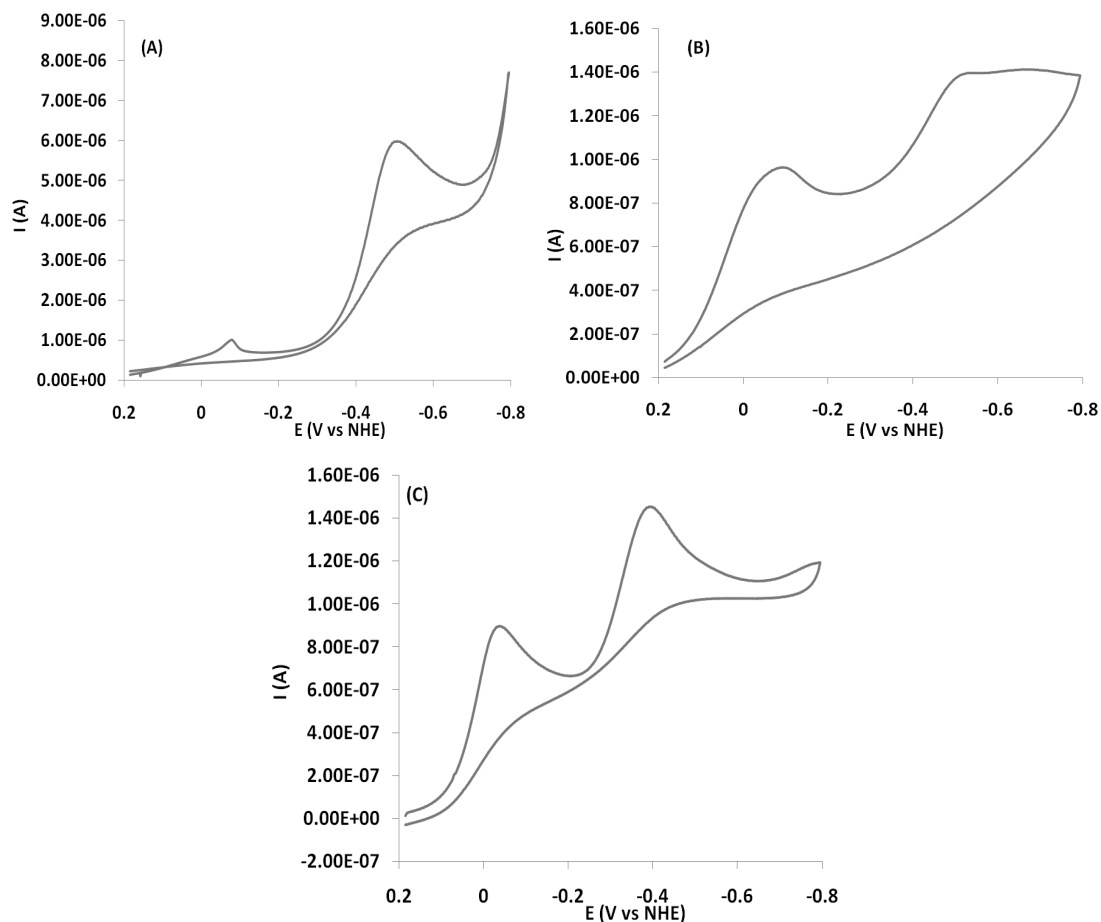 (A)
9.00E-06
8.00E-06
7.00E-06
6.00E-06
5.00E-06
4.00E-06
3.00E-06
2.00E-06
1.00E-06
0.00E+00
I (A)
0.2 0 -0.2 -0.4 -0.6 -0.8
E (V vs NHE)
(B)
1.60E-06
1.40E-06
1.20E-06
1.00E-06
8.00E-07
6.00E-07
4.00E-07
2.00E-07
0.00E+00
I (A)
0.2 0 -0.2 -0.4 -0.6 -0.8
E (V vs NHE)
(C)
1.60E-06
1.40E-06
1.20E-06
1.00E-06
8.00E-07
6.00E-07
4.00E-07
2.00E-07
0.00E+00
-2.00E-07
I (A)
0.2 0 -0.2 -0.4 -0.6 -0.8
E (V vs NHE)